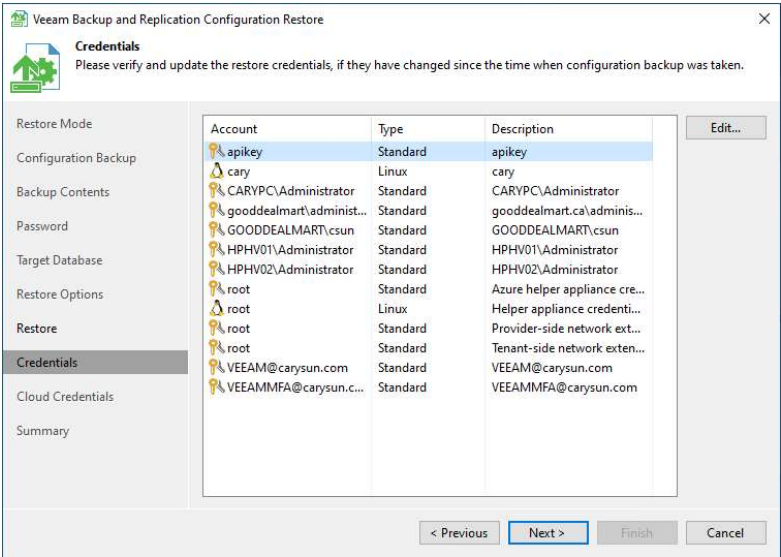 Veeam Backup and Replication Configuration Restore
Credentials
Please verify and update the restore credentials, if they have changed since the time when configuration backup was taken.
Restore Mode
Configuration Backup
Backup Contents
Password
Target Database
Restore Options
Restore
Credentials
Cloud Credentials
Summary
Account Type Description
apikey Standard apikey
cary Linux cary
CARYPC\Administrator Standard CARYPC\Administrator
gooddealmart\administ... Standard gooddealmart.ca\adminis...
GOODDEALMART\csun Standard GOODDEALMART\csun
HPHV01\Administrator Standard HPHV01\Administrator
HPHV02\Administrator Standard HPHV02\Administrator
root Standard Azure helper appliance cre...
root Linux Helper appliance credenti...
root Standard Provider-side network ext...
root Standard Tenant-side network exten...
VEEAM@carysun.com Standard VEEAM@carysun.com
VEEAMMFA@carysun.c... Standard VEEAMMFA@carysun.com
Edit...
< Previous Next > Finish Cancel